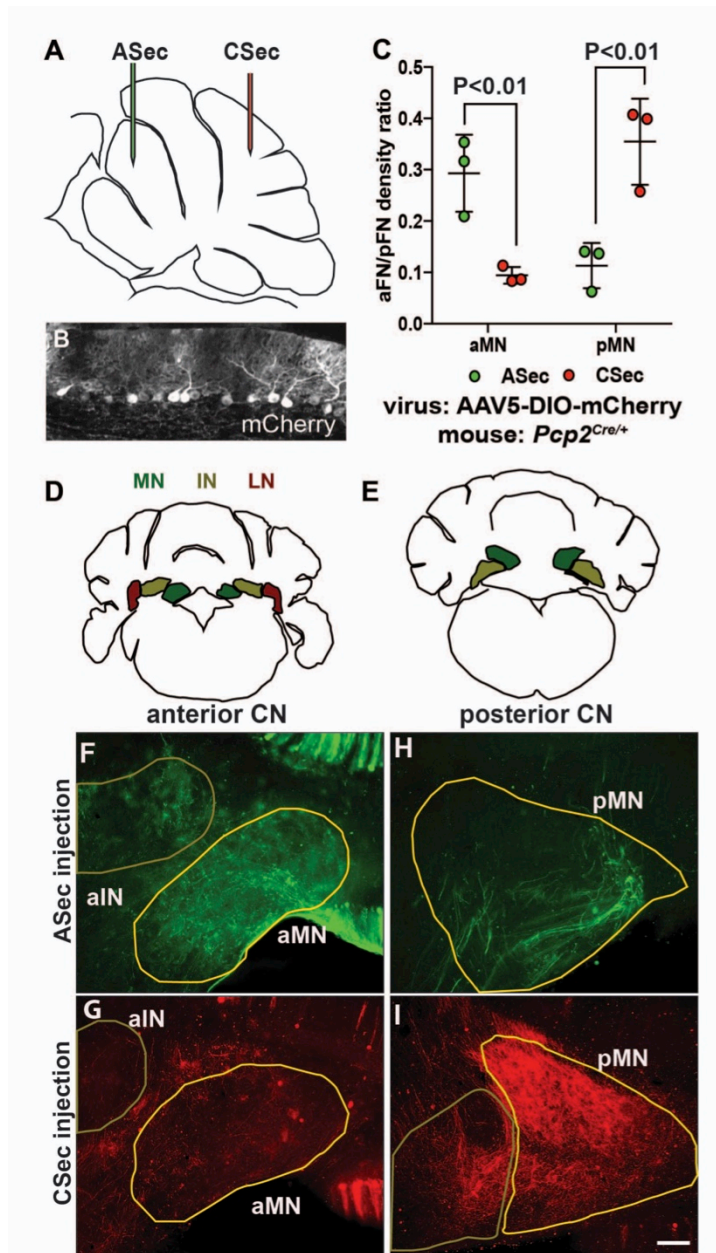 A
ASec
CSec
B
mCherry
C
P<0.01
P<0.01
aFN/pFN density ratio
0.5
0.4
0.3
0.2
0.1
0.0
aMN
pMN
ASec
CSec
virus: AAV5-DIO-mCherry
mouse: Pcp2Cre/+
D
MN
IN
LN
E
anterior CN
posterior CN
ASec injection
F
aIN
aMN
H
pMN
CSec injection
G
aIN
aMN
I
pMN